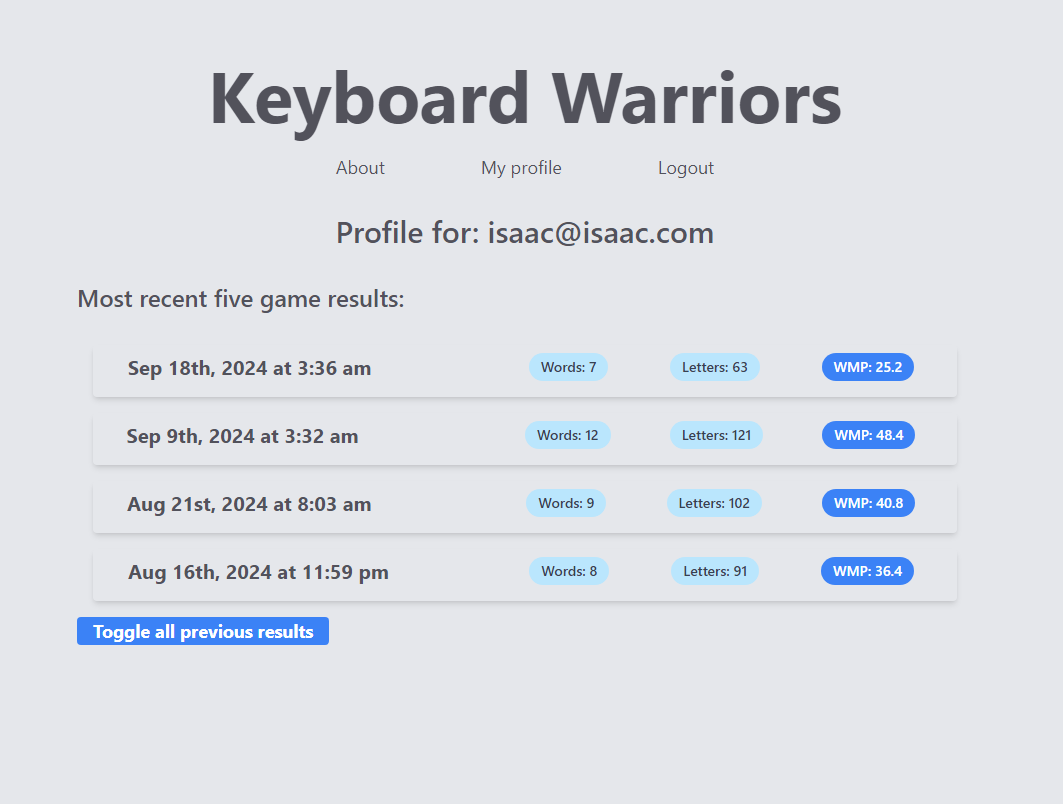 Keyboard Warriors
About My profile Logout
Profile for: isaac@isaac.com
Most recent five game results:
Sep 18th, 2024 at 3:36 am Words: 7 Letters: 63 WMP: 25.2
Sep 9th, 2024 at 3:32 am Words: 12 Letters: 121 WMP: 48.4
Aug 21st, 2024 at 8:03 am Words: 9 Letters: 102 WMP: 40.8
Aug 16th, 2024 at 11:59 pm Words: 8 Letters: 91 WMP: 36.4
Toggle all previous results